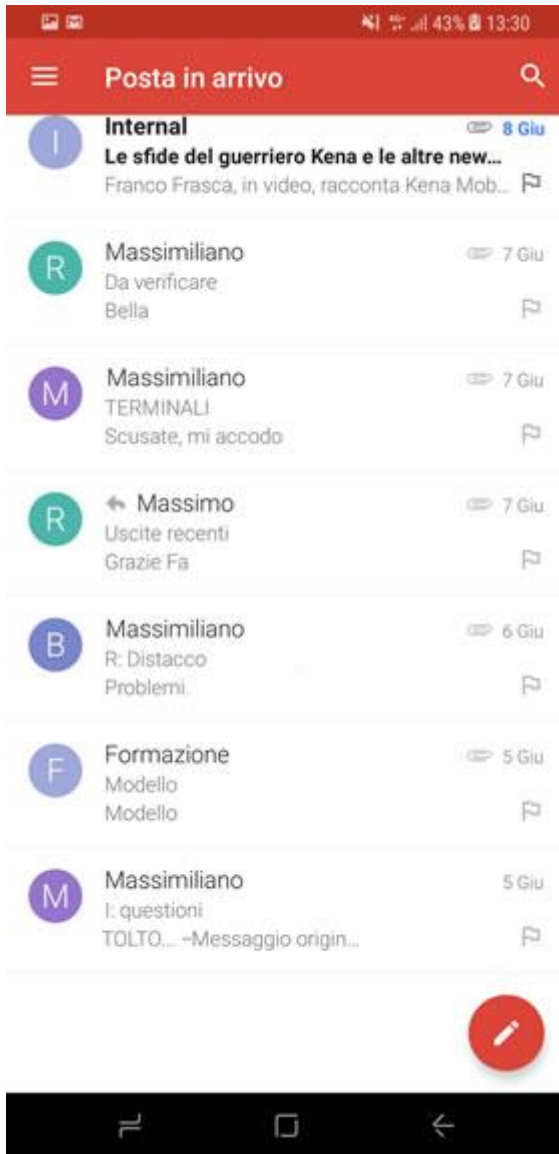 43% 13:30
Posta in arrivo
I Internal 8 Giu
Le sfide del guerriero Kena e le altre new...
Franco Frasca, in video, racconta Kena Mob...
R Massimiliano 7 Giu
Da verificare
Bella
M Massimiliano 7 Giu
TERMINALI
Scusate, mi accodo
R Massimo 7 Giu
Uscite recenti
Grazie Fa
B Massimiliano 6 Giu
R: Distacco
Problemi.
F Formazione 5 Giu
Modello
Modello
M Massimiliano 5 Giu
I: questioni
TOLTO... -Messaggio origin...